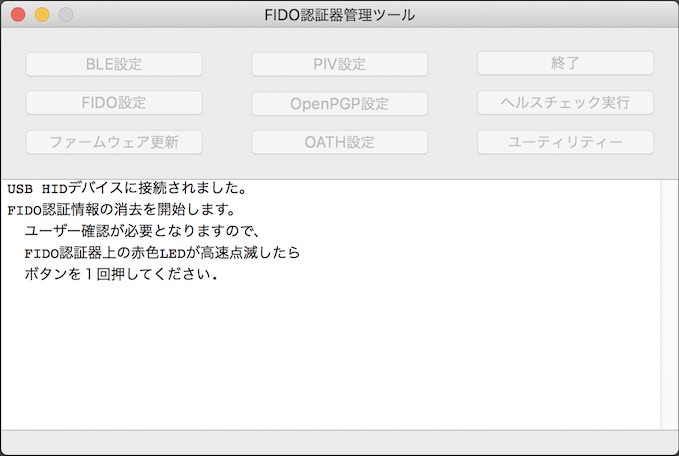 FIDO認証器管理ツール
BLE設定
PIV設定
終了
FIDO設定
OpenPGP設定
ヘルスチェック実行
ファームウェア更新
OATH設定
ユーティリティー
USB HIDデバイスに接続されました。
FIDO認証情報の消去を開始します。
ユーザー確認が必要となりますので、
FIDO認証器上の赤色LEDが高速点滅したら
ボタンを１回押してください．